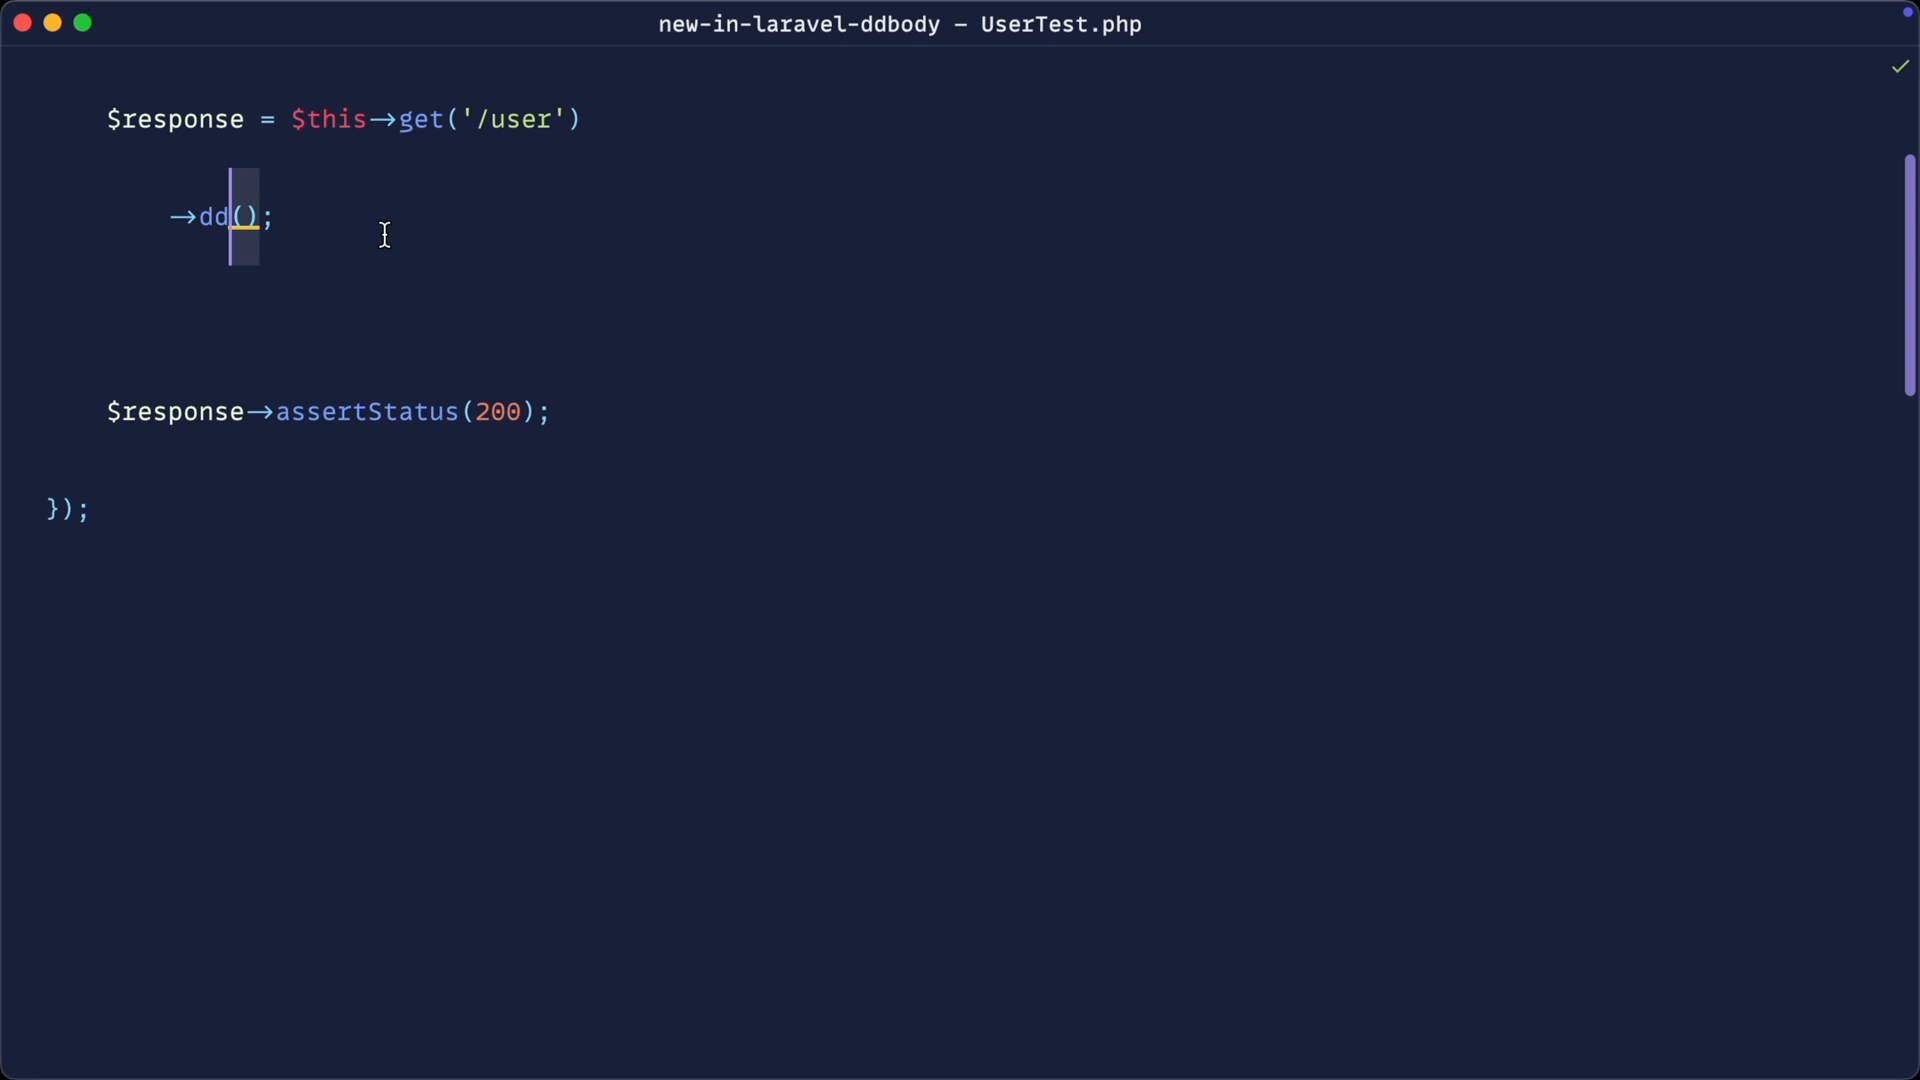 new-in-laravel-ddbody – UserTest.php
$response = $this->get('/user')
->dd();
$response->assertStatus(200);
});